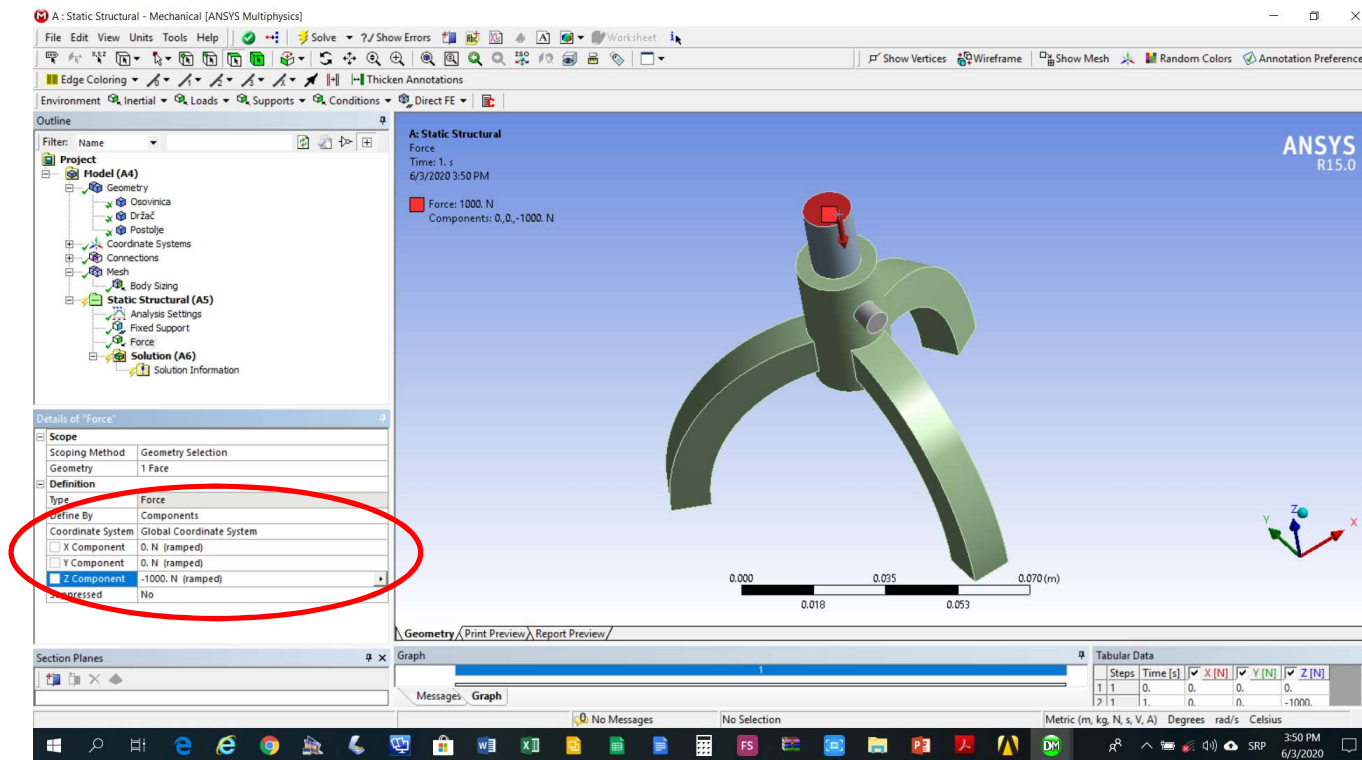 A : Static Structural - Mechanical [ANSYS Multiphysics]
File Edit View Units Tools Help Solve ?/ Show Errors Worksheet
Show Vertices Wireframe Show Mesh Random Colors Annotation Preference
Edge Coloring Thicken Annotations
Environment Inertial Loads Supports Conditions Direct FE
Outline
Filter: Name
Project
Model (A4)
Geometry
Osovinica
Držač
Postolje
Coordinate Systems
Connections
Mesh
Body Sizing
Static Structural (A5)
Analysis Settings
Fixed Support
Force
Solution (A6)
Solution Information
A: Static Structural
Force
Time: 1. s
6/3/2020 3:50 PM
Force: 1000. N
Components: 0.,0.,-1000. N
ANSYS
R15.0
Details of "Force"
Scope
Scoping Method Geometry Selection
Geometry 1 Face
Definition
Type Force
Define By Components
Coordinate System Global Coordinate System
X Component 0. N (ramped)
Y Component 0. N (ramped)
Z Component -1000. N (ramped)
Suppressed No
Z
Y X
0.000 0.035 0.070 (m)
0.018 0.053
Geometry Print Preview Report Preview
Section Planes
Graph
1
Messages Graph
Tabular Data
Steps Time [s] X [N] Y [N] Z [N]
1 1 0. 0. 0. 0.
2 1 1. 0. 0. -1000.
0 No Messages No Selection Metric (m, kg, N, s, V, A) Degrees rad/s Celsius
FS DM SRP 3:50 PM
6/3/2020